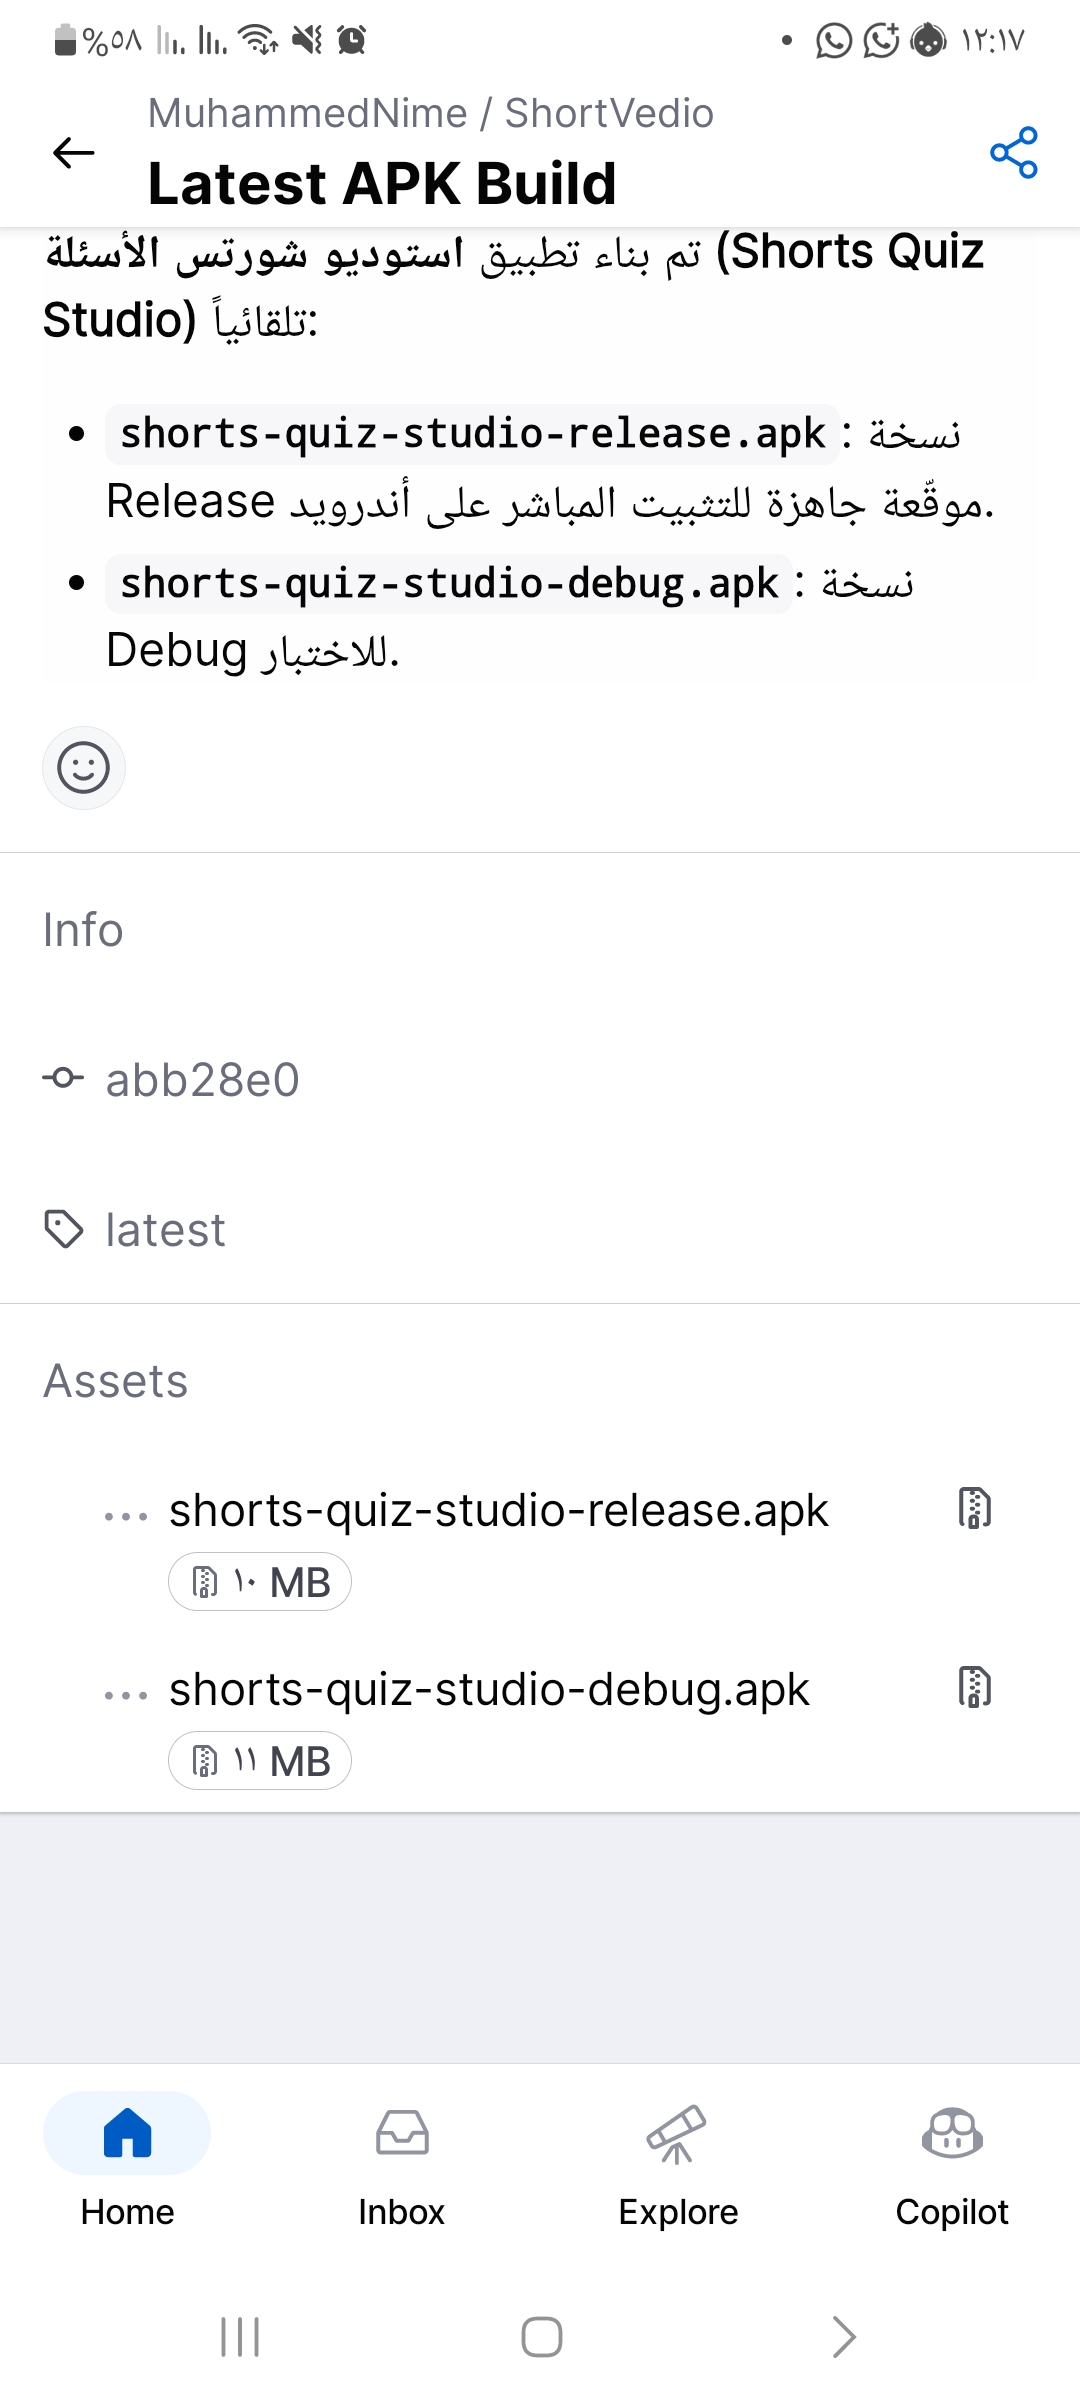 %٥٨
١٢:١٧
MuhammedNime / ShortVedio
Latest APK Build
تم بناء تطبيق استوديو شورتس الأسئلة (Shorts Quiz
Studio) تلقائياً:
shorts-quiz-studio-release.apk : نسخة
Release موقّعة جاهزة للتثبيت المباشر على أندرويد.
shorts-quiz-studio-debug.apk : نسخة
Debug للاختبار.
Info
abb28e0
latest
Assets
shorts-quiz-studio-release.apk
١٠ MB
shorts-quiz-studio-debug.apk
١١ MB
Home
Inbox
Explore
Copilot